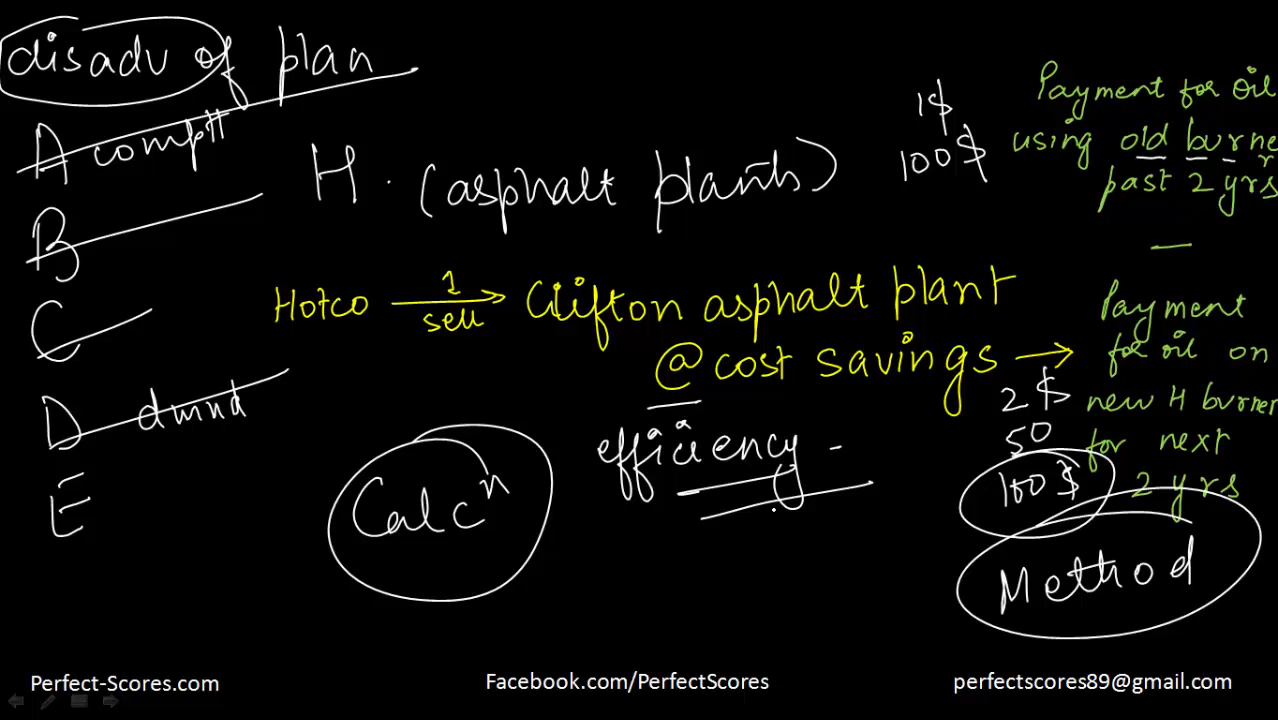 disadv of plan
A compt
B
C
D dmnd
E
H. (asphalt plants)
1$
100$
Payment for oil
using old burner
past 2 yrs
—
Payment
for oil on
new H burner
for next
2 yrs
Hotco 1 sell → Clifton asphalt plant
@ cost savings →
efficiency -
2$
50
100$
Calcn
Method
Perfect-Scores.com
Facebook.com/PerfectScores
perfectscores89@gmail.com